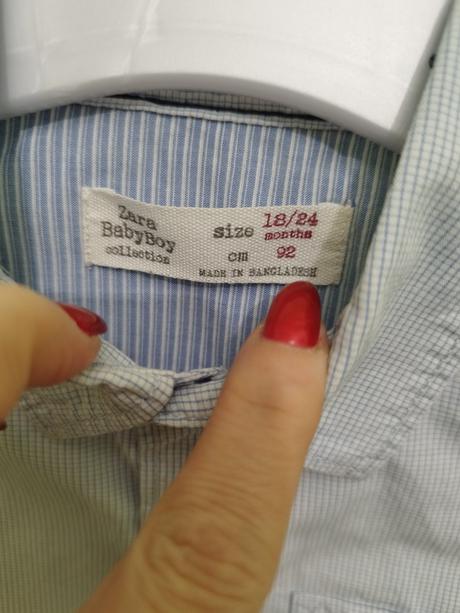 Zara
BabyBoy
collection
size 18/24
months
cm 92
MADE IN BANGLADESH